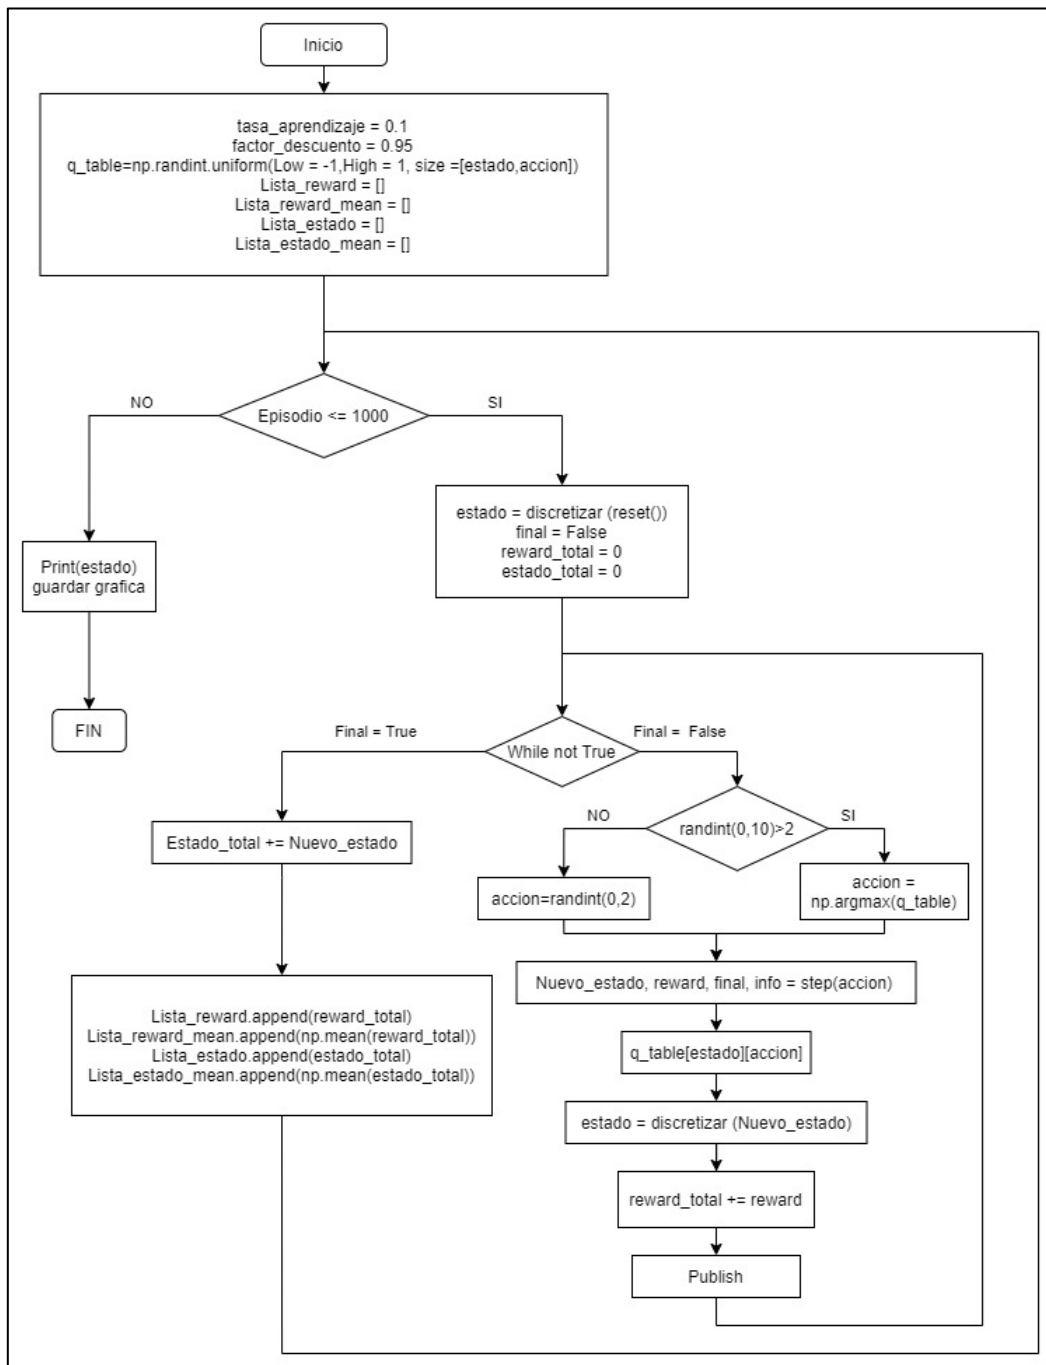 Inicio
tasa_aprendizaje = 0.1
factor_descuento = 0.95
q_table=np.randint.uniform(Low = -1,High = 1, size =[estado,accion])
Lista_reward = []
Lista_reward_mean = []
Lista_estado = []
Lista_estado_mean = []
NO
Episodio <= 1000
SI
estado = discretizar (reset())
final = False
reward_total = 0
estado_total = 0
Print(estado)
guardar grafica
FIN
Final = True
While not True
Final = False
NO
randint(0,10)>2
SI
Estado_total += Nuevo_estado
accion=randint(0,2)
accion =
np.argmax(q_table)
Nuevo_estado, reward, final, info = step(accion)
Lista_reward.append(reward_total)
Lista_reward_mean.append(np.mean(reward_total))
Lista_estado.append(estado_total)
Lista_estado_mean.append(np.mean(estado_total))
q_table[estado][accion]
estado = discretizar (Nuevo_estado)
reward_total += reward
Publish